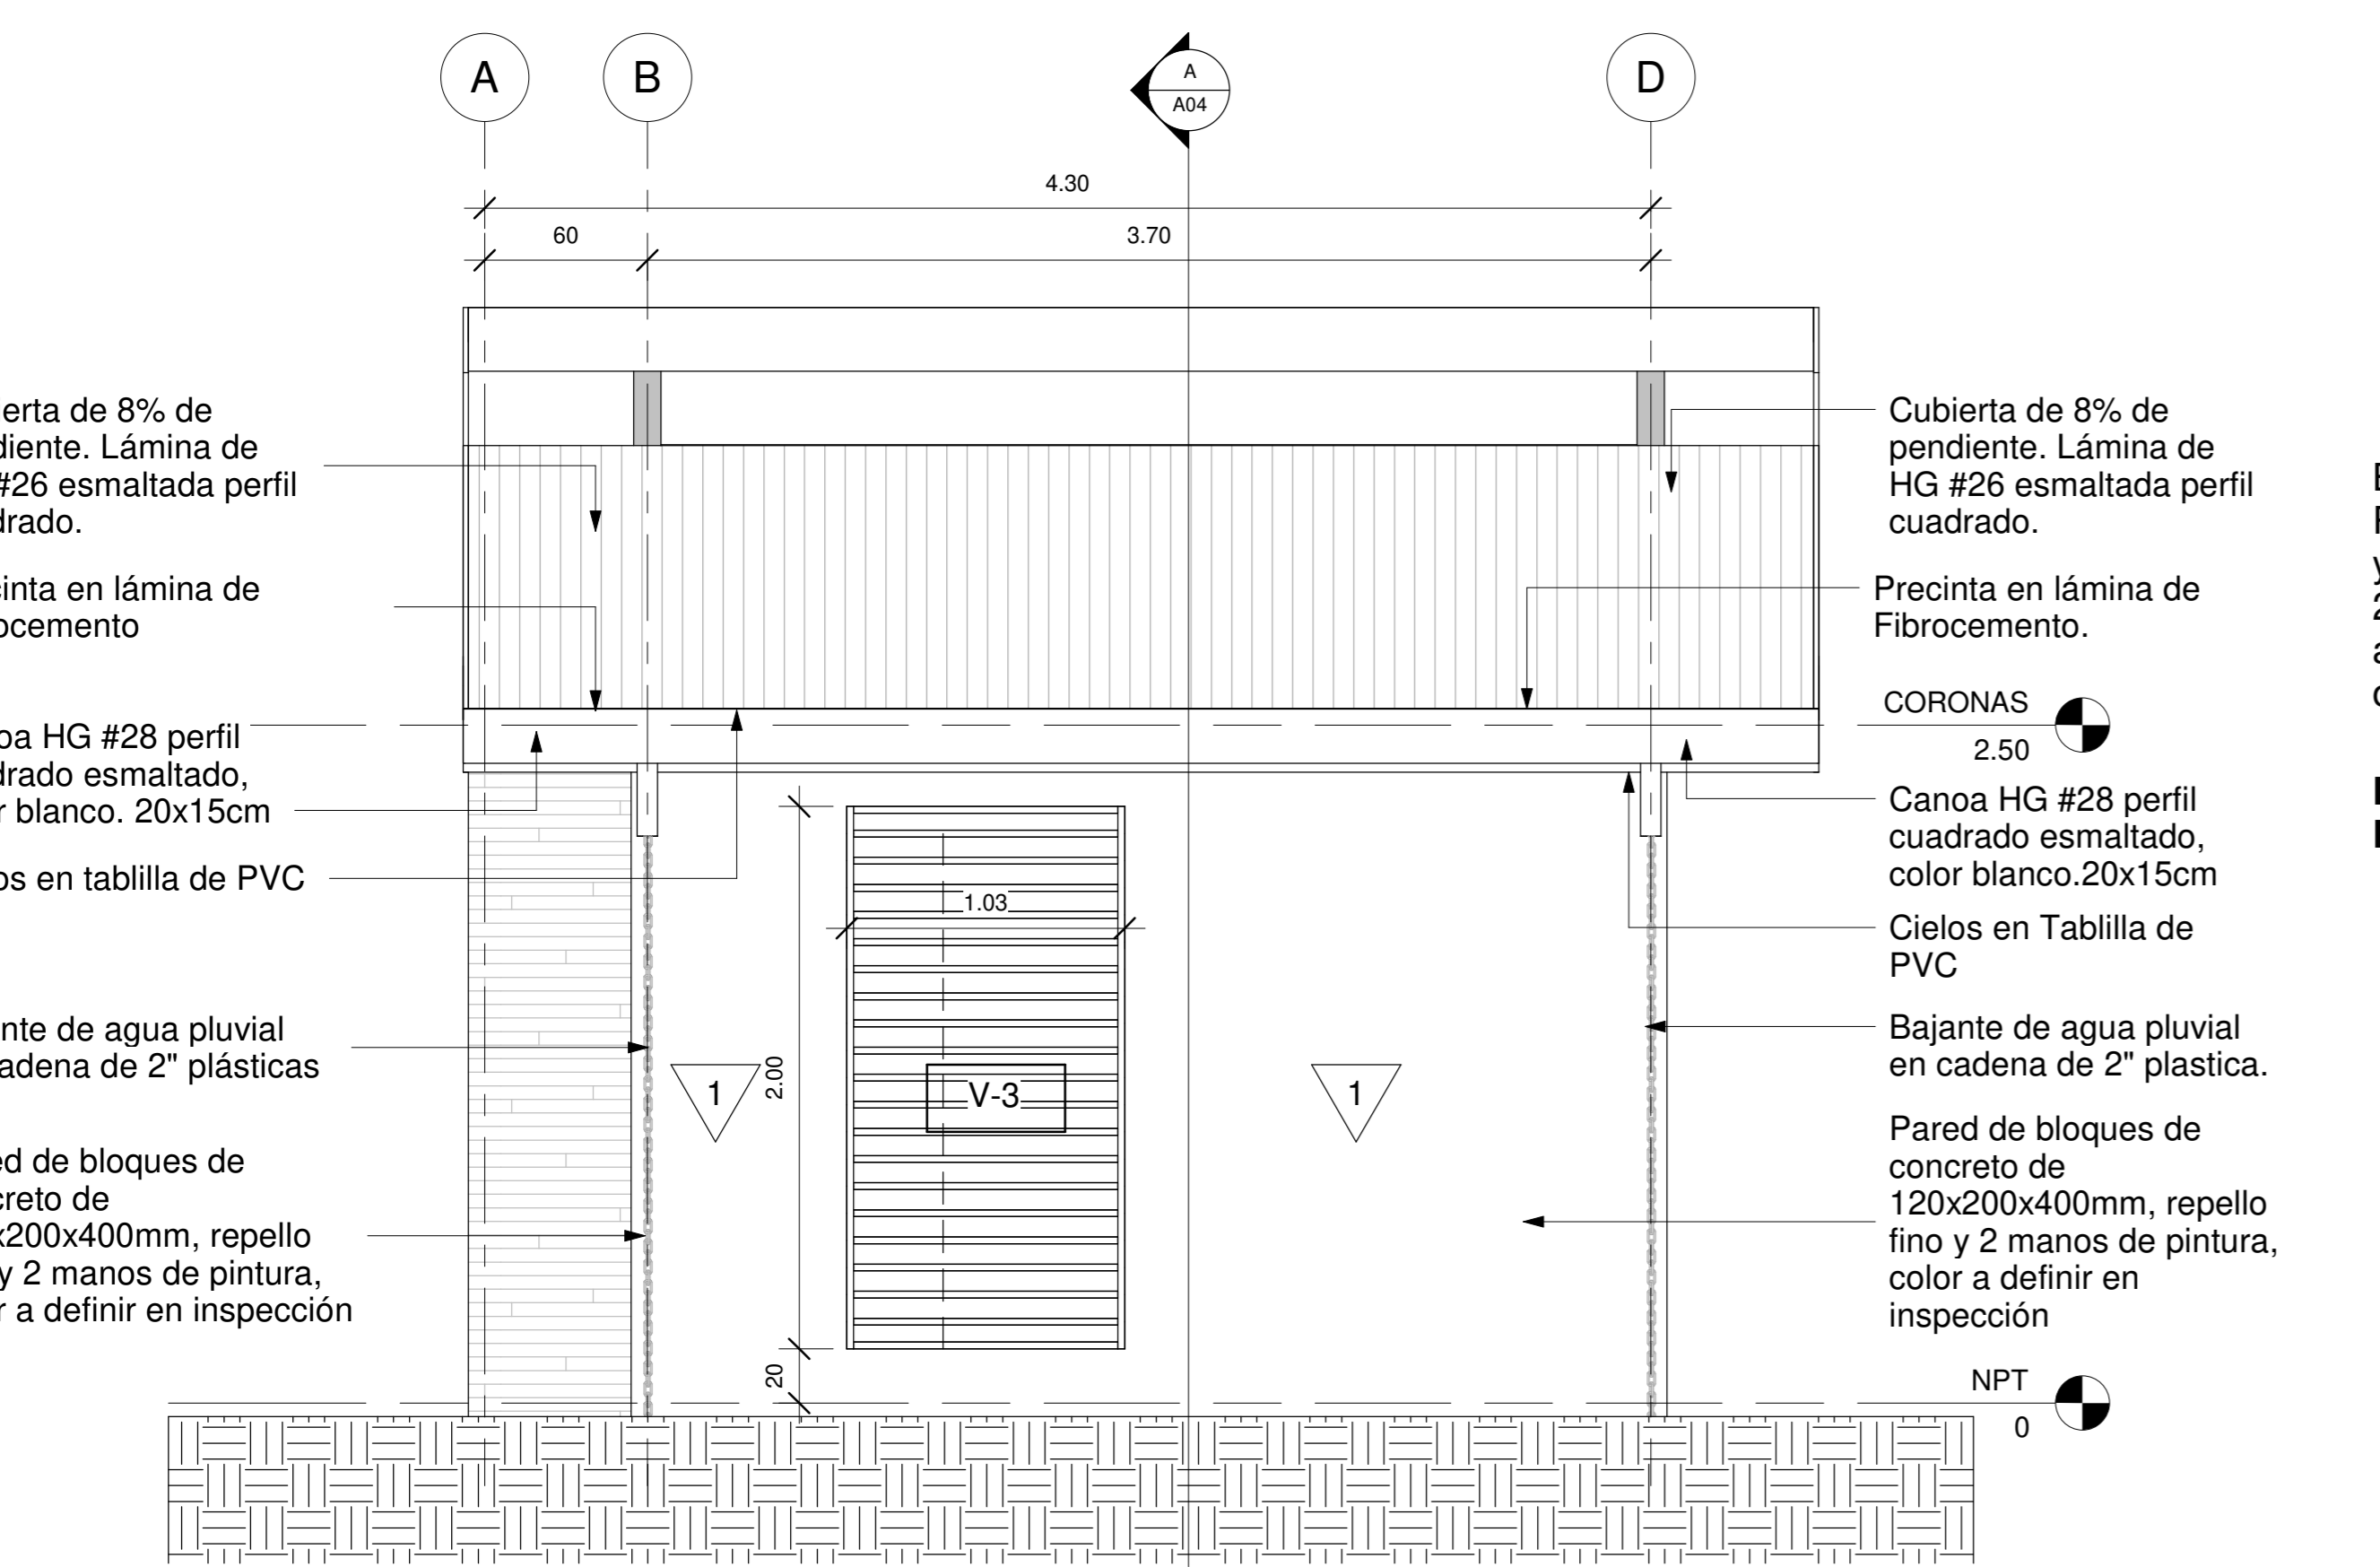 A
B
A
A04
D
4.30
60
3.70
erta de 8% de
diente. Lámina de
#26 esmaltada perfil
drado.
cinta en lámina de
ocemento
oa HG #28 perfil
drado esmaltado,
r blanco. 20x15cm
os en tablilla de PVC
nte de agua pluvial
adena de 2" plásticas
ed de bloques de
creto de
x200x400mm, repello
y 2 manos de pintura,
r a definir en inspección
1.03
2.00
20
1
V-3
1
Cubierta de 8% de
pendiente. Lámina de
HG #26 esmaltada perfil
cuadrado.
Precinta en lámina de
Fibrocemento.
CORONAS
2.50
Canoa HG #28 perfil
cuadrado esmaltado,
color blanco.20x15cm
Cielos en Tablilla de
PVC
Bajante de agua pluvial
en cadena de 2" plastica.
Pared de bloques de
concreto de
120x200x400mm, repello
fino y 2 manos de pintura,
color a definir en
inspección
NPT
0